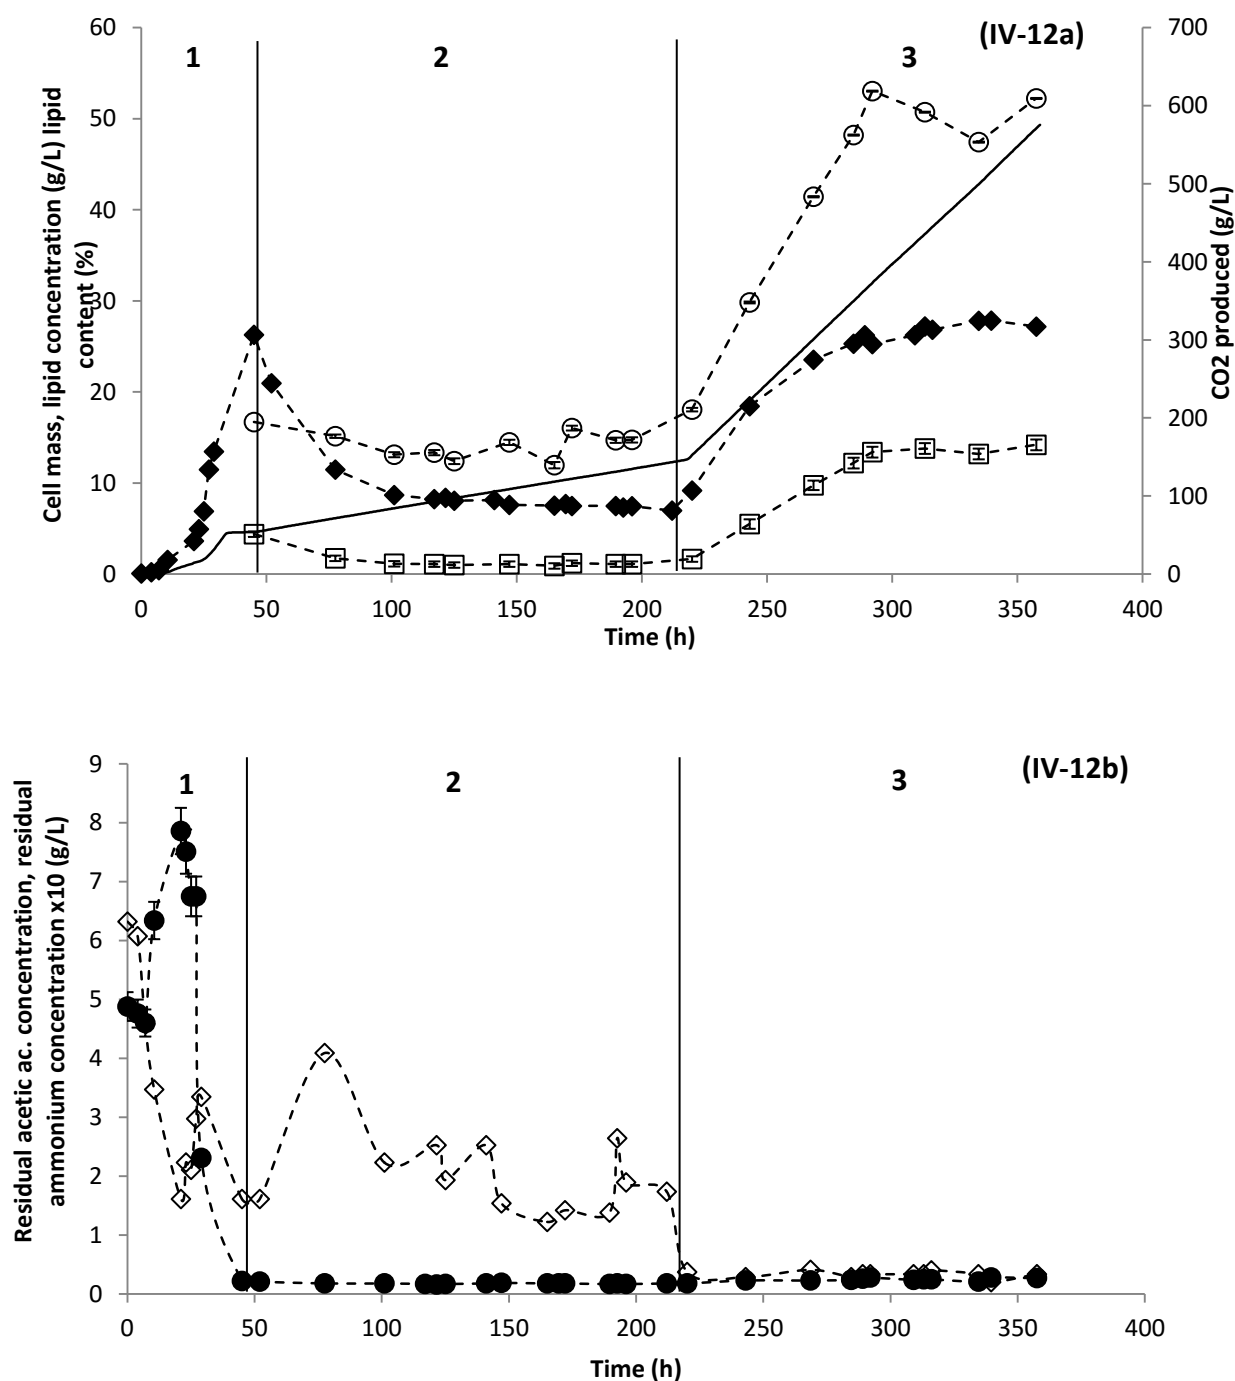 (IV-12a)
1
2
3
Cell mass, lipid concentration (g/L) lipid
content (%)
60
50
40
30
20
10
0
700
600
500
400
300
200
100
0
CO2 produced (g/L)
0 50 100 150 200 250 300 350 400
Time (h)
(IV-12b)
1
2
3
Residual acetic ac. concentration, residual
ammonium concentration x10 (g/L)
9
8
7
6
5
4
3
2
1
0
0 50 100 150 200 250 300 350 400
Time (h)